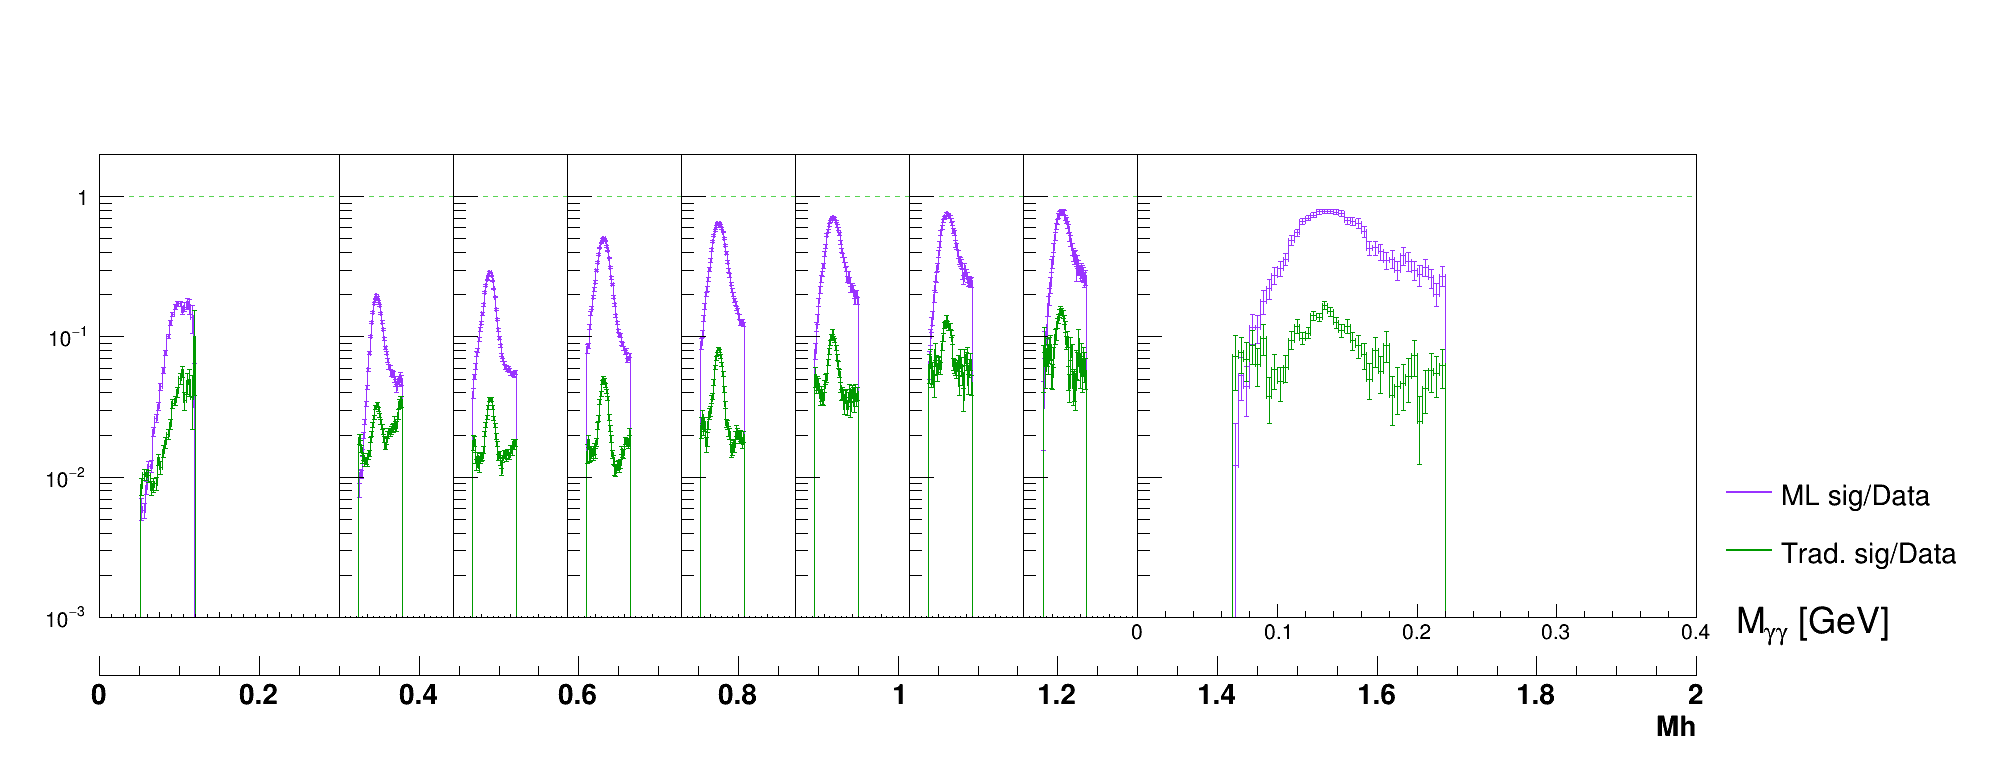 1
10−1
10−2
10−3
ML sig/Data
Trad. sig/Data
Mγγ [GeV]
0 0.1 0.2 0.3 0.4
0 0.2 0.4 0.6 0.8 1 1.2 1.4 1.6 1.8 2
Mh